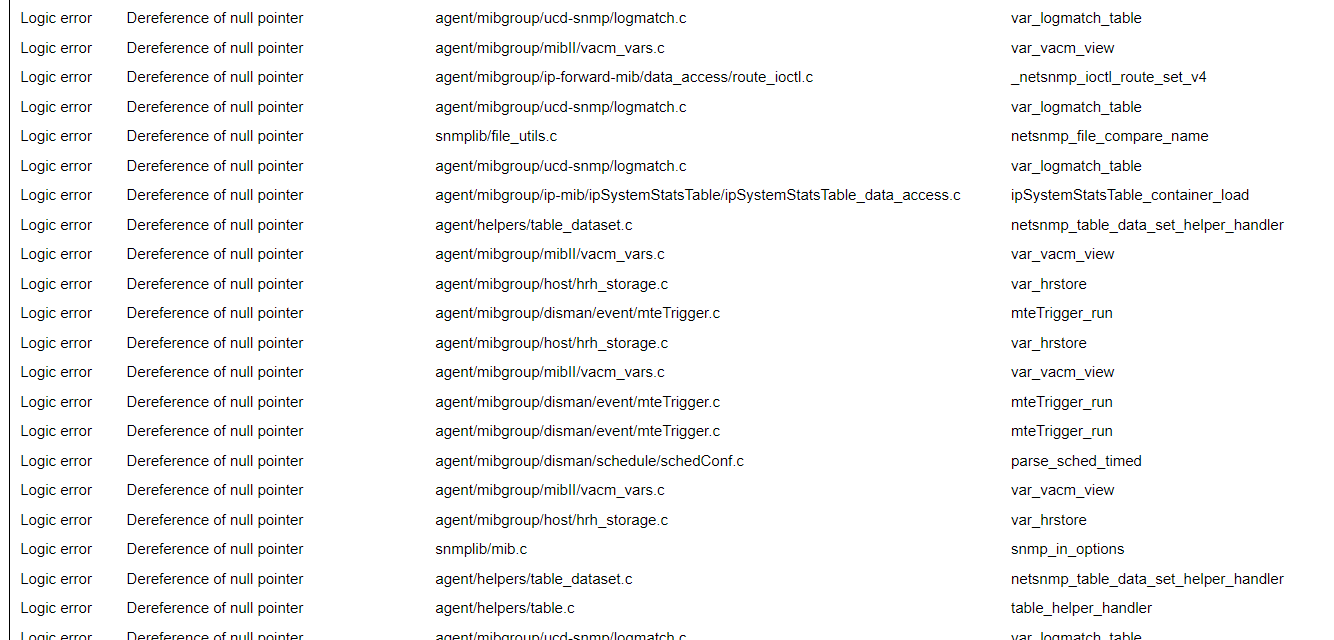 Logic error Dereference of null pointer agent/mibgroup/ucd-snmp/logmatch.c var_logmatch_table
Logic error Dereference of null pointer agent/mibgroup/mibII/vacm_vars.c var_vacm_view
Logic error Dereference of null pointer agent/mibgroup/ip-forward-mib/data_access/route_ioctl.c _netsnmp_ioctl_route_set_v4
Logic error Dereference of null pointer agent/mibgroup/ucd-snmp/logmatch.c var_logmatch_table
Logic error Dereference of null pointer snmplib/file_utils.c netsnmp_file_compare_name
Logic error Dereference of null pointer agent/mibgroup/ucd-snmp/logmatch.c var_logmatch_table
Logic error Dereference of null pointer agent/mibgroup/ip-mib/ipSystemStatsTable/ipSystemStatsTable_data_access.c ipSystemStatsTable_container_load
Logic error Dereference of null pointer agent/helpers/table_dataset.c netsnmp_table_data_set_helper_handler
Logic error Dereference of null pointer agent/mibgroup/mibII/vacm_vars.c var_vacm_view
Logic error Dereference of null pointer agent/mibgroup/host/hrh_storage.c var_hrstore
Logic error Dereference of null pointer agent/mibgroup/disman/event/mteTrigger.c mteTrigger_run
Logic error Dereference of null pointer agent/mibgroup/host/hrh_storage.c var_hrstore
Logic error Dereference of null pointer agent/mibgroup/mibII/vacm_vars.c var_vacm_view
Logic error Dereference of null pointer agent/mibgroup/disman/event/mteTrigger.c mteTrigger_run
Logic error Dereference of null pointer agent/mibgroup/disman/event/mteTrigger.c mteTrigger_run
Logic error Dereference of null pointer agent/mibgroup/disman/schedule/schedConf.c parse_sched_timed
Logic error Dereference of null pointer agent/mibgroup/mibII/vacm_vars.c var_vacm_view
Logic error Dereference of null pointer agent/mibgroup/host/hrh_storage.c var_hrstore
Logic error Dereference of null pointer snmplib/mib.c snmp_in_options
Logic error Dereference of null pointer agent/helpers/table_dataset.c netsnmp_table_data_set_helper_handler
Logic error Dereference of null pointer agent/helpers/table.c table_helper_handler
Logic error Dereference of null pointer agent/mibgroup/ucd-snmp/logmatch.c var_logmatch_table